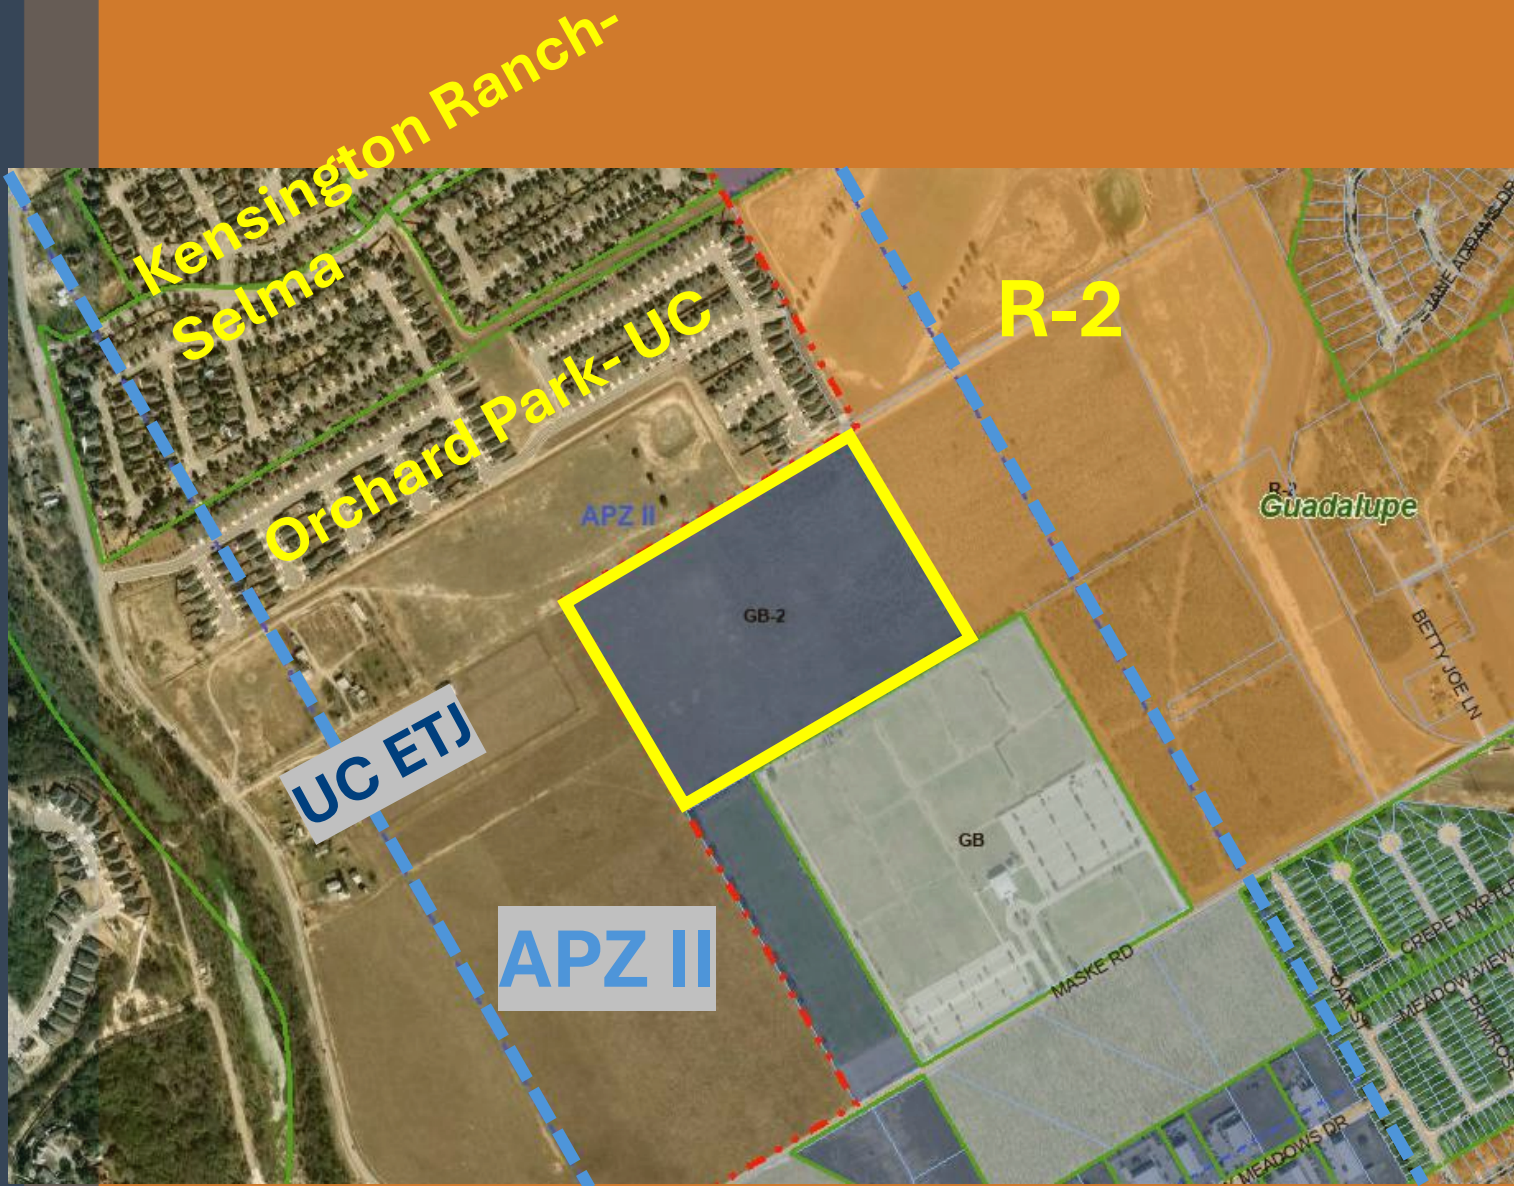 Kensington Ranch-
Selma
JANE ADDAMS DR
R-2
Orchard Park- UC
R-2
Guadalupe
APZ II
GB-2
BETTY JOE LN
UC ETJ
GB
APZ II
CREPE MYRTLE
MASKE RD
MEADOW VIEW
PRIMROSE
MEADOWS DR